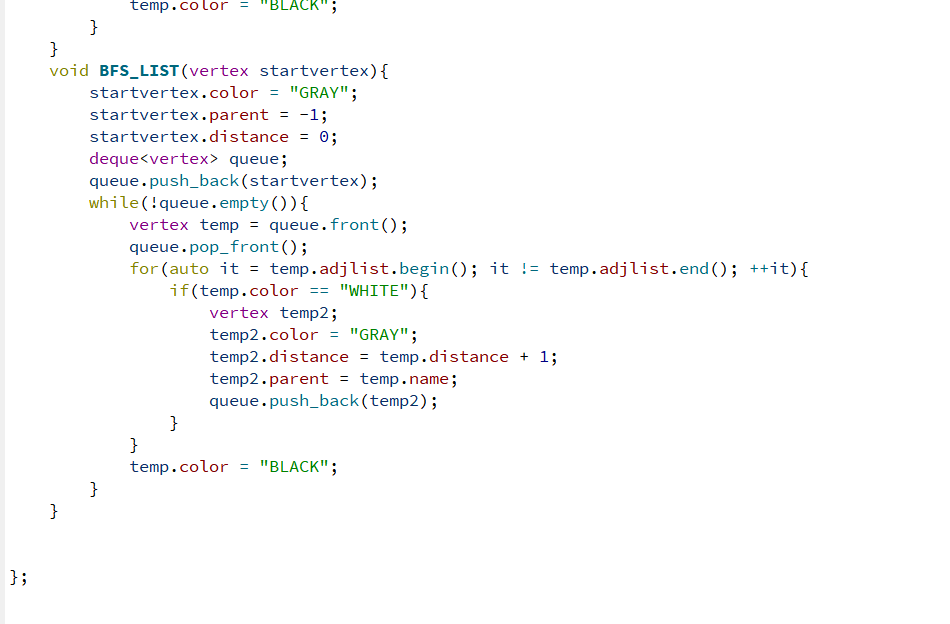 temp.color = "BLACK";
}
}
void BFS_LIST(vertex startvertex){
startvertex.color = "GRAY";
startvertex.parent = -1;
startvertex.distance = 0;
deque<vertex> queue;
queue.push_back(startvertex);
while(!queue.empty()){
vertex temp = queue.front();
queue.pop_front();
for(auto it = temp.adjlist.begin(); it != temp.adjlist.end(); ++it){
if(temp.color == "WHITE"){
vertex temp2;
temp2.color = "GRAY";
temp2.distance = temp.distance + 1;
temp2.parent = temp.name;
queue.push_back(temp2);
}
}
temp.color = "BLACK";
}
}
};